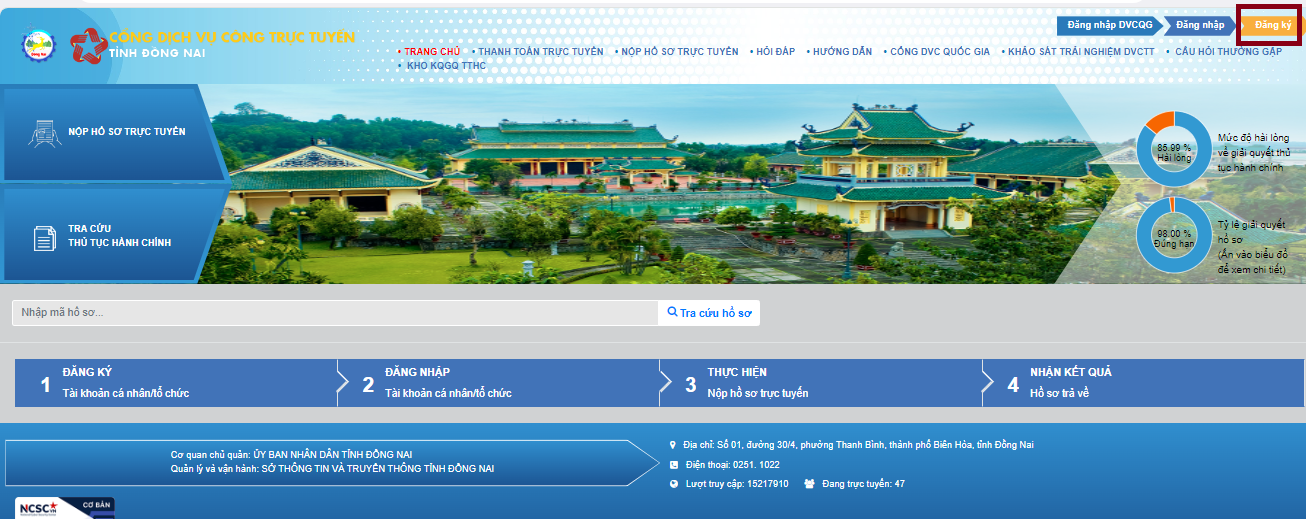 Đăng nhập DVCQG
Đăng nhập
Đăng ký
CỔNG DỊCH VỤ CÔNG TRỰC TUYẾN
TỈNH ĐỒNG NAI
• TRANG CHỦ • THANH TOÁN TRỰC TUYẾN • NỘP HỒ SƠ TRỰC TUYẾN • HỎI ĐÁP • HƯỚNG DẪN • CỔNG DVC QUỐC GIA • KHẢO SÁT TRẢI NGHIỆM DVCTT • CÂU HỎI THƯỜNG GẶP
• KHO KQGQ TTHC
NỘP HỒ SƠ TRỰC TUYẾN
TRA CỨU
THỦ TỤC HÀNH CHÍNH
85.99 %
Hài lòng
Mức độ hài lòng
về giải quyết thủ
tục hành chính
98.00 %
Đúng hạn
Tỷ lệ giải quyết
hồ sơ
(Ấn vào biểu đồ
để xem chi tiết)
Nhập mã hồ sơ...
Tra cứu hồ sơ
1
ĐĂNG KÝ
Tài khoản cá nhân/tổ chức
2
ĐĂNG NHẬP
Tài khoản cá nhân/tổ chức
3
THỰC HIỆN
Nộp hồ sơ trực tuyến
4
NHẬN KẾT QUẢ
Hồ sơ trả về
Cơ quan chủ quản: ỦY BAN NHÂN DÂN TỈNH ĐỒNG NAI
Quản lý và vận hành: SỞ THÔNG TIN VÀ TRUYỀN THÔNG TỈNH ĐỒNG NAI
Địa chỉ: Số 01, đường 30/4, phường Thanh Bình, thành phố Biên Hòa, tỉnh Đồng Nai
Điện thoại: 0251. 1022
Lượt truy cập: 15217910 Đang trực tuyến: 47
NCSC.VN
CƠ BẢN